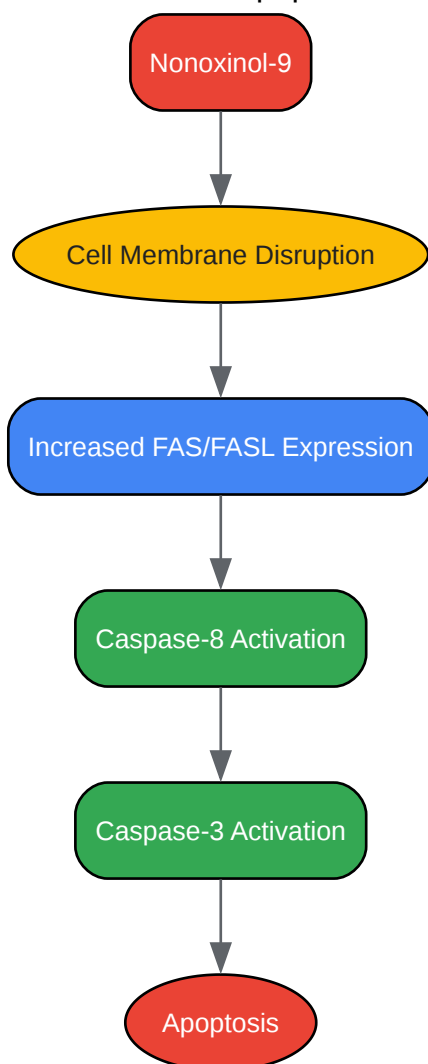 Nonoxinol-9
Cell Membrane Disruption
Increased FAS/FASL Expression
Caspase-8 Activation
Caspase-3 Activation
Apoptosis